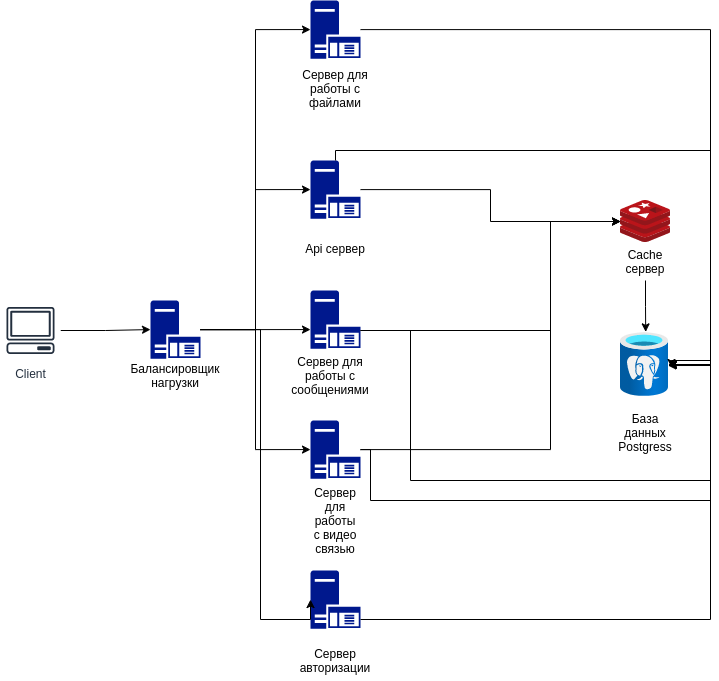 Сервер для
работы с
файлами
Api сервер
Cache
сервер
Client
Балансировщик
нагрузки
Сервер для
работы с
сообщениями
База
данных
Postgress
Сервер
для
работы
с видео
связью
Сервер
авторизации